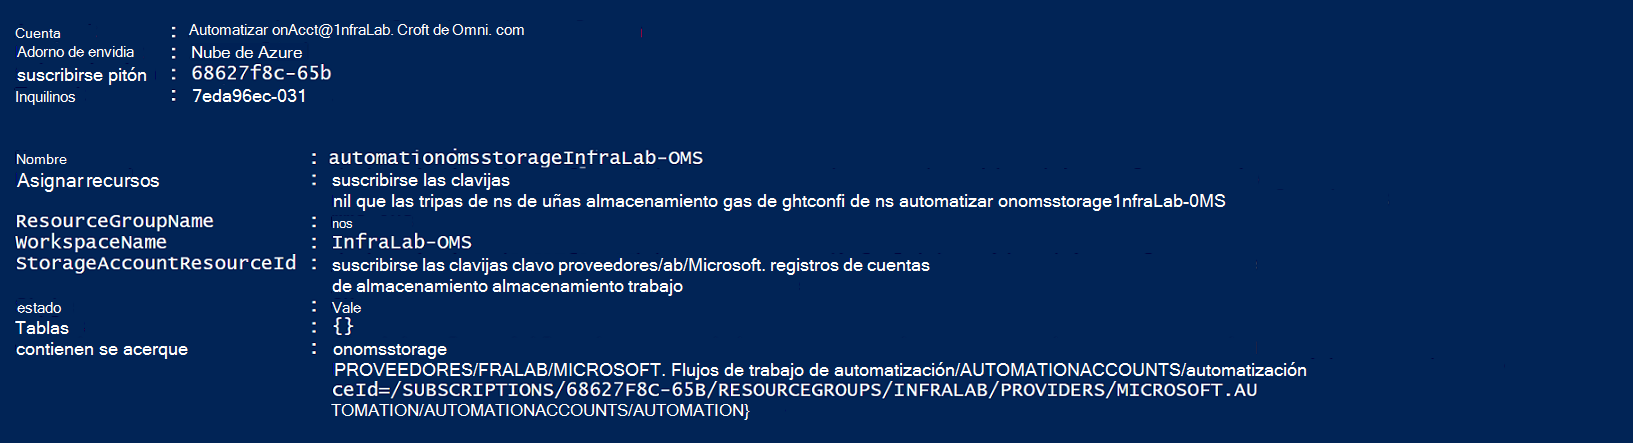 Cuenta : Automatizar onAcct@1nfraLab. Croft de Omni. com
Adorno de envidia : Nube de Azure
suscribirse pitón : 68627f8c-65b
Inquilinos : 7eda96ec-031
Nombre : automationomsstorageInfraLab-OMS
Asignar recursos : suscribirse las clavijas
nil que las tripas de ns de uñas almacenamiento gas de ghtconfi de ns automatizar onomsstorage1nfraLab-0MS
ResourceGroupName : nos
WorkspaceName : InfraLab-OMS
StorageAccountResourceId : suscribirse las clavijas clavo proveedores/ab/Microsoft. registros de cuentas
de almacenamiento almacenamiento trabajo
estado : Vale
Tablas : {}
contienen se acerque : onomsstorage
PROVEEDORES/FRALAB/MICROSOFT. Flujos de trabajo de automatización/AUTOMATIONACCOUNTS/automatización
ceId=/SUBSCRIPTIONS/68627F8C-65B/RESOURCEGROUPS/INFRALAB/PROVIDERS/MICROSOFT.AU
TOMATION/AUTOMATIONACCOUNTS/AUTOMATION}